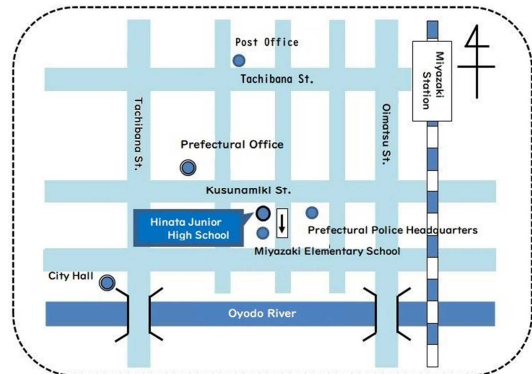 Post Office
Tachibana St.
Miyazaki
Station
Tachibana
St.
Oimatsu St.
Prefectural Office
Kusunamiki St.
Hinata Junior
High School
Prefectural Police Headquarters
Miyazaki Elementary School
City Hall
Oyodo River